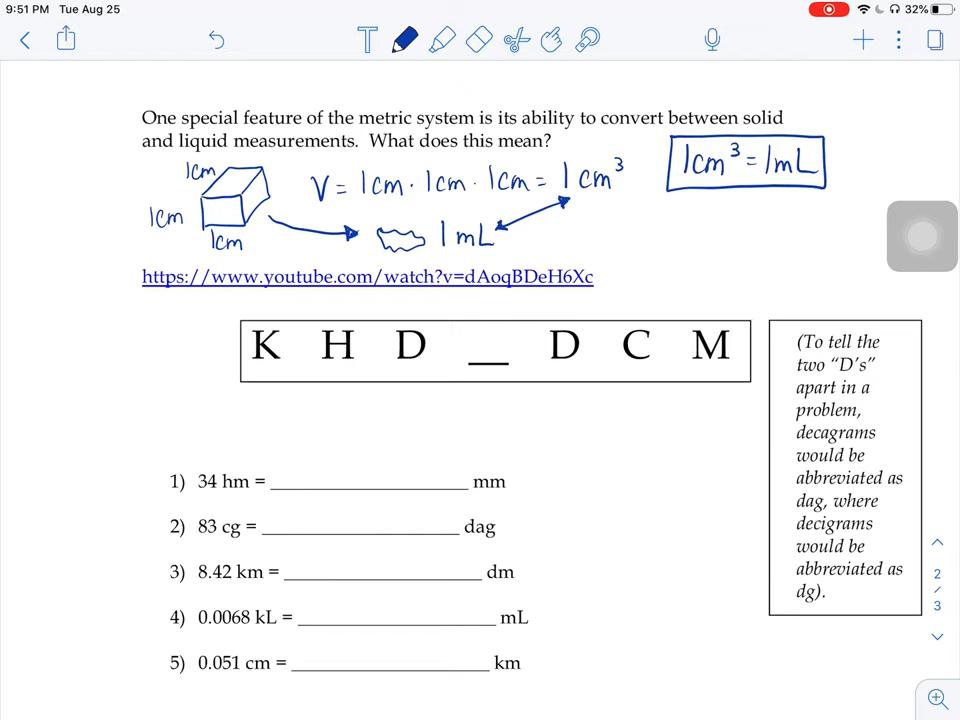 9:51 PM Tue Aug 25 32%
T
One special feature of the metric system is its ability to convert between solid
and liquid measurements. What does this mean?
1cm
1cm
1cm
V = 1cm · 1cm · 1cm = 1 cm³
1cm³ = 1mL
1 mL
https://www.youtube.com/watch?v=dAoqBDeH6Xc
K H D __ D C M
(To tell the
two “D’s”
apart in a
problem,
decagrams
would be
abbreviated as
dag, where
decigrams
would be
abbreviated as
dg).
1) 34 hm = ____________________ mm
2) 83 cg = ____________________ dag
3) 8.42 km = ____________________ dm
4) 0.0068 kL = ____________________ mL
5) 0.051 cm = ____________________ km
2
/
3